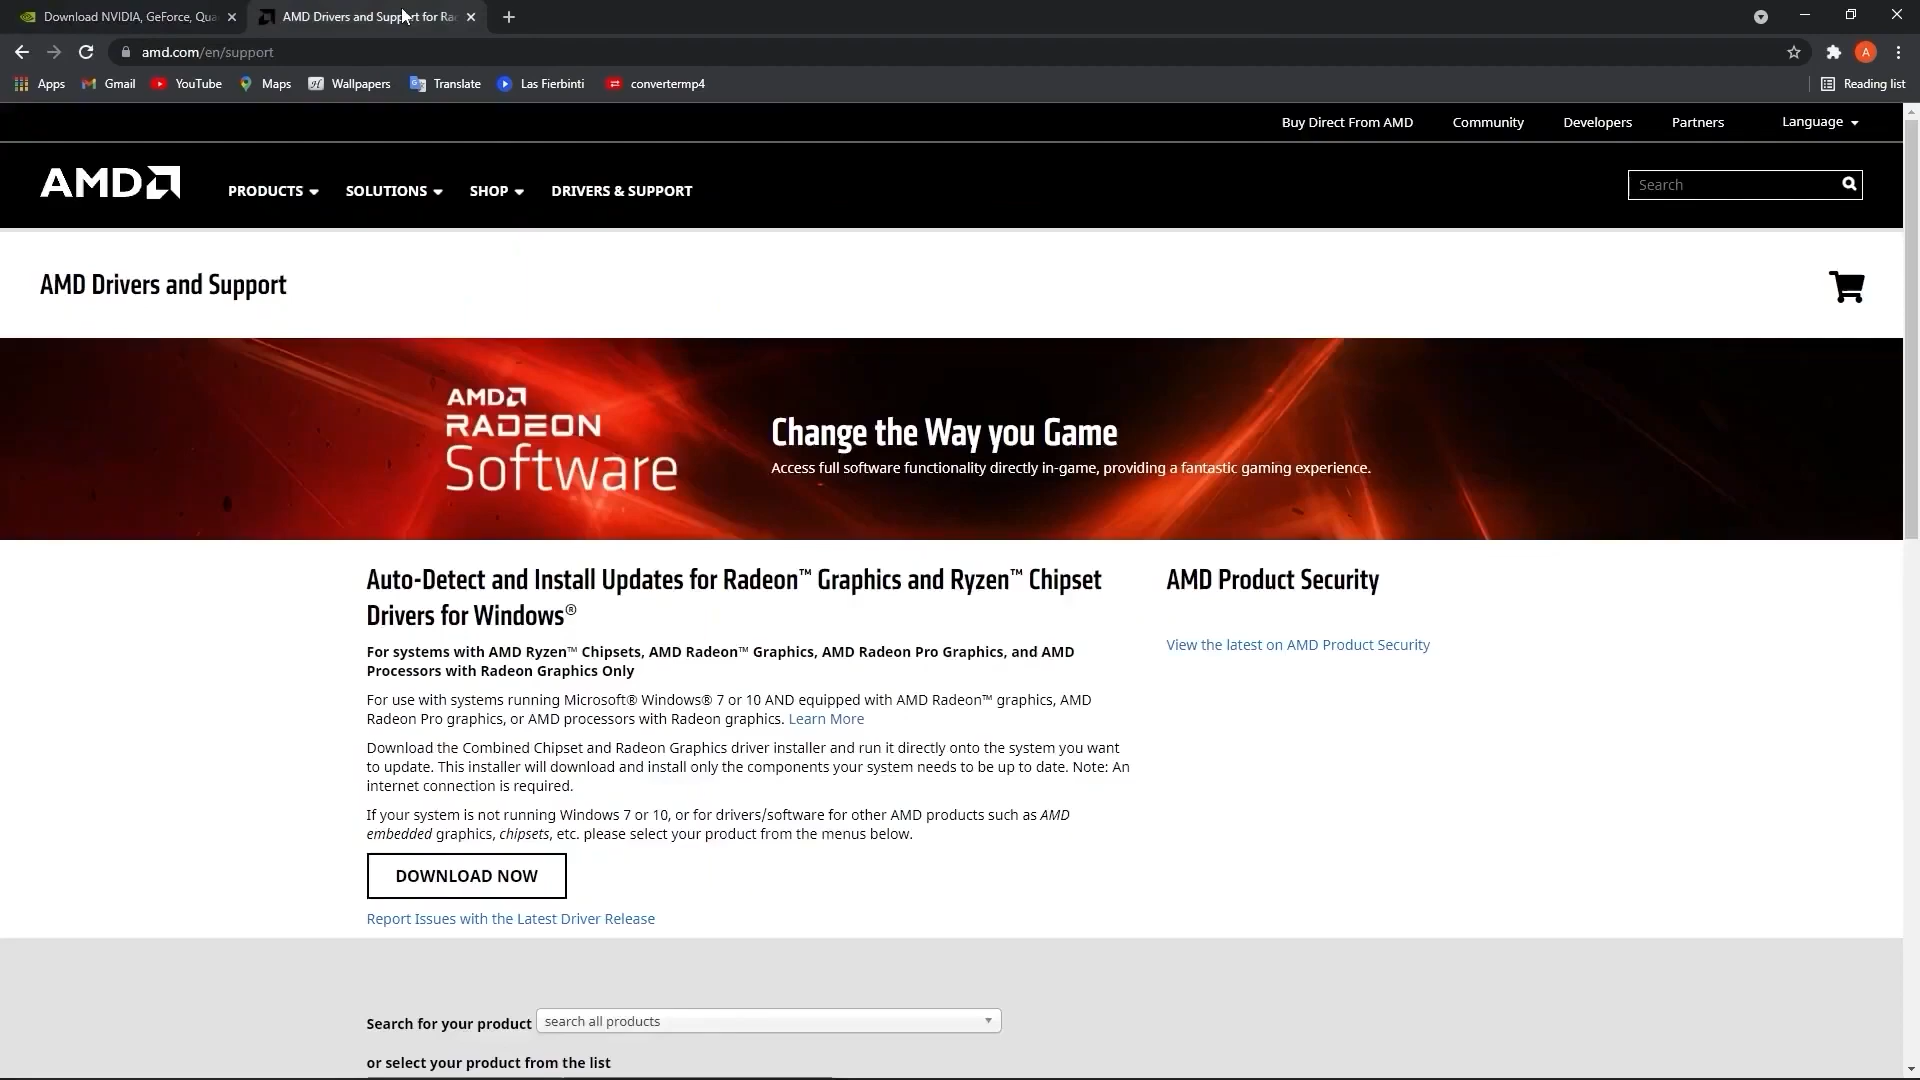 Download NVIDIA, GeForce, Qua
AMD Drivers and Support for Ra
amd.com/en/support
A
Apps
Gmail
YouTube
Maps
Wallpapers
Translate
Las Fierbinti
convertermp4
Reading list
Buy Direct From AMD
Community
Developers
Partners
Language
AMD
PRODUCTS
SOLUTIONS
SHOP
DRIVERS & SUPPORT
Search
AMD Drivers and Support
AMD
RADEON
Software
Change the Way you Game
Access full software functionality directly in-game, providing a fantastic gaming experience.
Auto-Detect and Install Updates for Radeon™ Graphics and Ryzen™ Chipset
Drivers for Windows®
For systems with AMD Ryzen™ Chipsets, AMD Radeon™ Graphics, AMD Radeon Pro Graphics, and AMD
Processors with Radeon Graphics Only
For use with systems running Microsoft® Windows® 7 or 10 AND equipped with AMD Radeon™ graphics, AMD
Radeon Pro graphics, or AMD processors with Radeon graphics. Learn More
Download the Combined Chipset and Radeon Graphics driver installer and run it directly onto the system you want
to update. This installer will download and install only the components your system needs to be up to date. Note: An
internet connection is required.
If your system is not running Windows 7 or 10, or for drivers/software for other AMD products such as AMD
embedded graphics, chipsets, etc. please select your product from the menus below.
DOWNLOAD NOW
Report Issues with the Latest Driver Release
AMD Product Security
View the latest on AMD Product Security
Search for your product
search all products
or select your product from the list